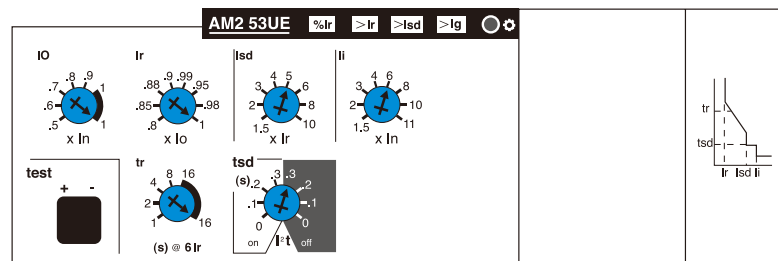 AM2 53UE %Ir >Ir >Isd >Ig
IO Ir Isd Ii
.5 .6 .7 .8 .9 1 1
.8 .85 .88 .9 .99 .95 .98 1
1.5 2 3 4 5 6 8 10
1.5 2 3 4 6 8 10 11
x In x Io x Ir x In
test tr tsd
+ -
1 2 4 8 16 16
(s) @ 6 Ir
(s)
0 .1 .2 .3 .3 .2 .1 0
on I²t off
tr
tsd
Ir Isd Ii